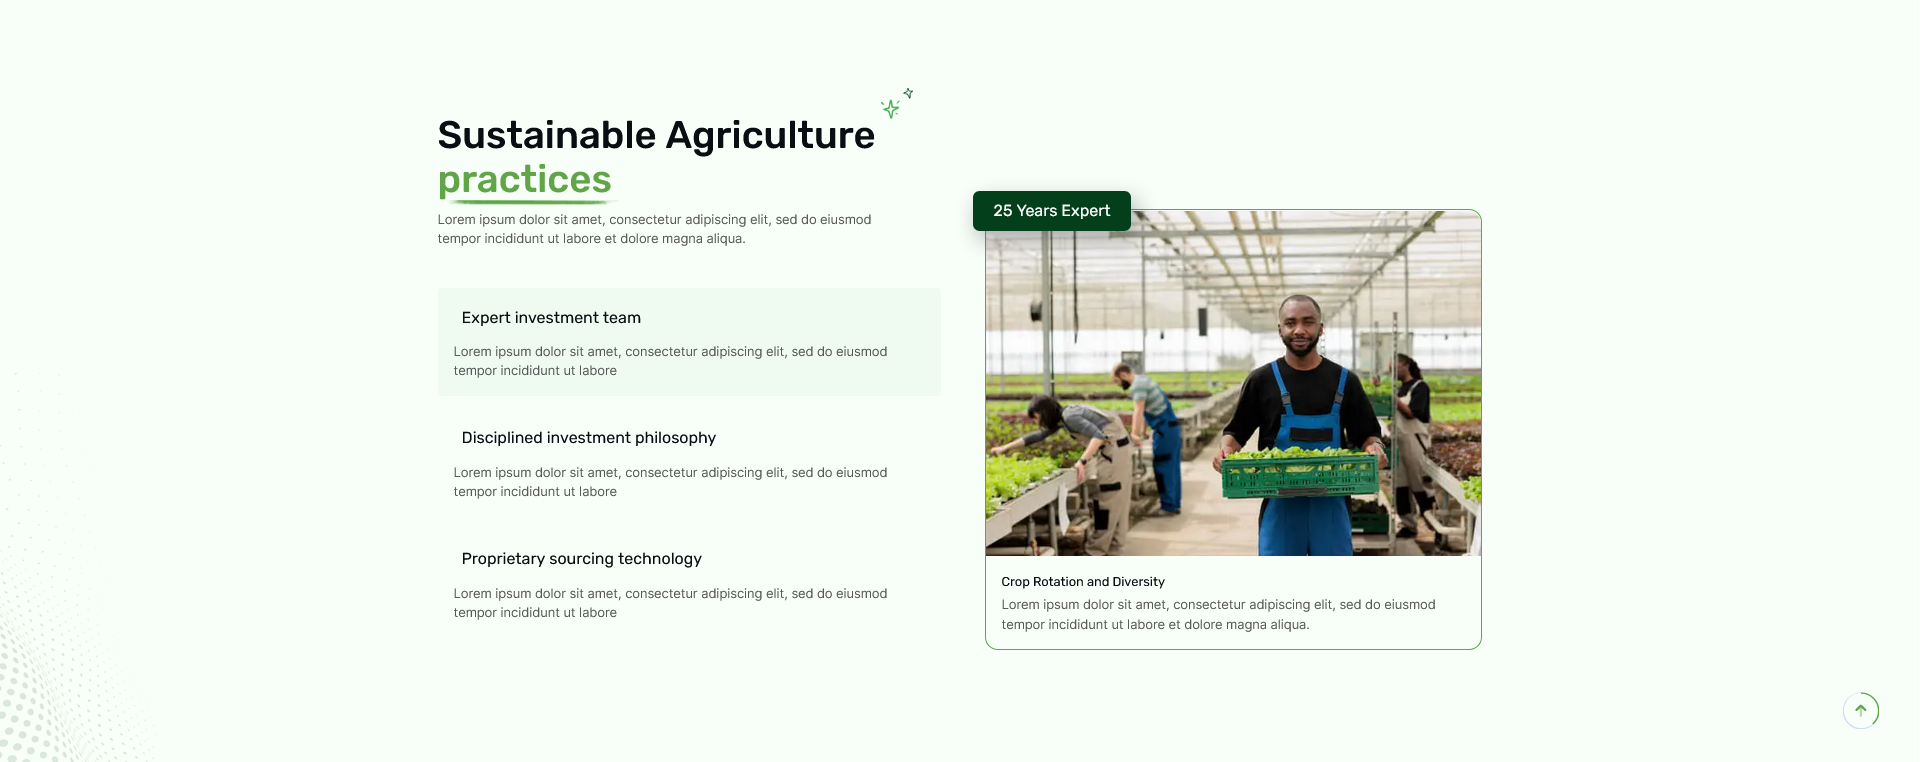 Sustainable Agriculture
practices
Lorem ipsum dolor sit amet, consectetur adipiscing elit, sed do eiusmod
tempor incididunt ut labore et dolore magna aliqua.
Expert investment team
Lorem ipsum dolor sit amet, consectetur adipiscing elit, sed do eiusmod
tempor incididunt ut labore
Disciplined investment philosophy
Lorem ipsum dolor sit amet, consectetur adipiscing elit, sed do eiusmod
tempor incididunt ut labore
Proprietary sourcing technology
Lorem ipsum dolor sit amet, consectetur adipiscing elit, sed do eiusmod
tempor incididunt ut labore
25 Years Expert
Crop Rotation and Diversity
Lorem ipsum dolor sit amet, consectetur adipiscing elit, sed do eiusmod
tempor incididunt ut labore et dolore magna aliqua.